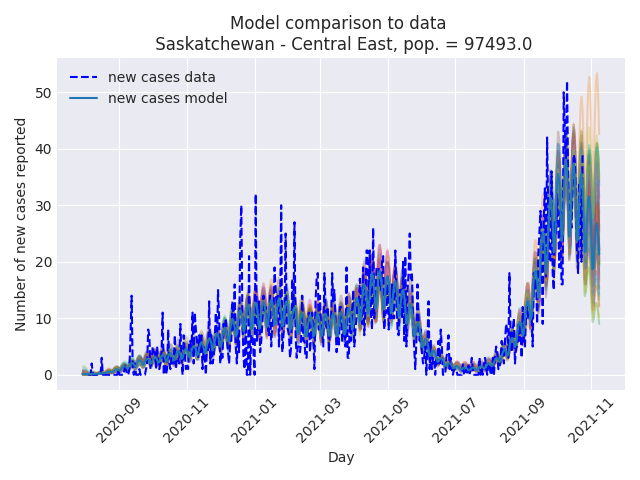 Model comparison to data
Saskatchewan - Central East, pop. = 97493.0
new cases data
new cases model
Number of new cases reported
50
40
30
20
10
0
2020-09
2020-11
2021-01
2021-03
2021-05
2021-07
2021-09
2021-11
Day